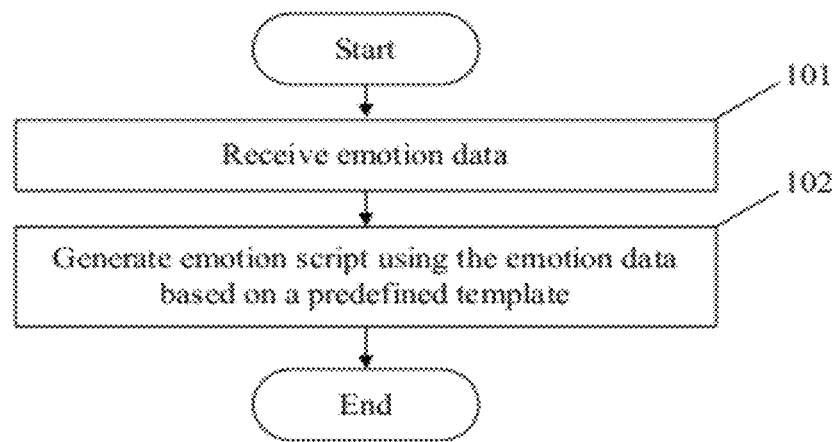 Start
101
Receive emotion data
102
Generate emotion script using the emotion data
based on a predefined template
End